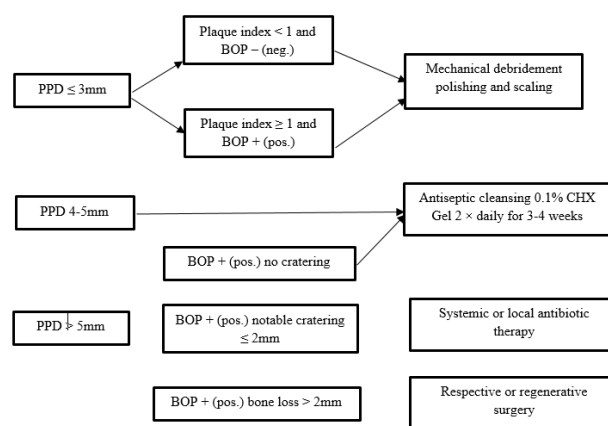 Plaque index < 1 and
BOP – (neg.)
PPD ≤ 3mm
Mechanical debridement
polishing and scaling
Plaque index ≥ 1 and
BOP + (pos.)
PPD 4-5mm
Antiseptic cleansing 0.1% CHX
Gel 2 × daily for 3-4 weeks
BOP + (pos.) no cratering
PPD > 5mm
BOP + (pos.) notable cratering
≤ 2mm
Systemic or local antibiotic
therapy
BOP + (pos.) bone loss > 2mm
Respective or regenerative
surgery